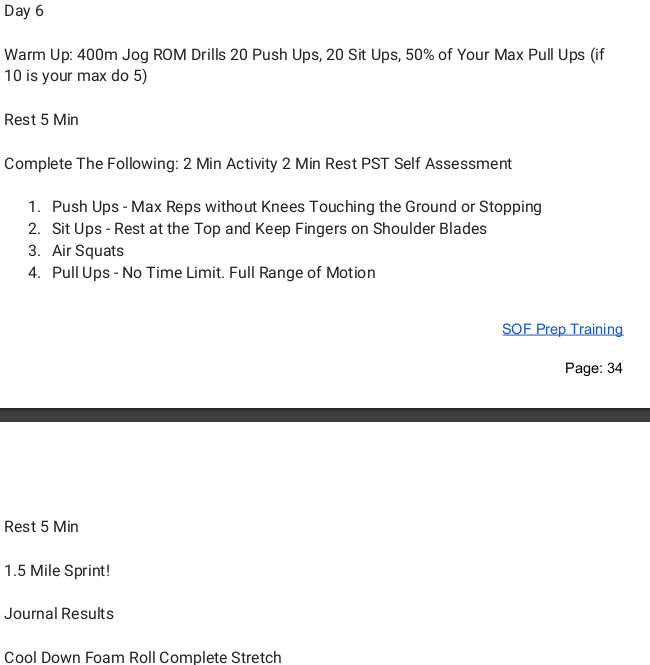 Day 6
Warm Up: 400m Jog ROM Drills 20 Push Ups, 20 Sit Ups, 50% of Your Max Pull Ups (if
10 is your max do 5)
Rest 5 Min
Complete The Following: 2 Min Activity 2 Min Rest PST Self Assessment
1. Push Ups - Max Reps without Knees Touching the Ground or Stopping
2. Sit Ups - Rest at the Top and Keep Fingers on Shoulder Blades
3. Air Squats
4. Pull Ups - No Time Limit. Full Range of Motion
SOF Prep Training
Page: 34
Rest 5 Min
1.5 Mile Sprint!
Journal Results
Cool Down Foam Roll Complete Stretch